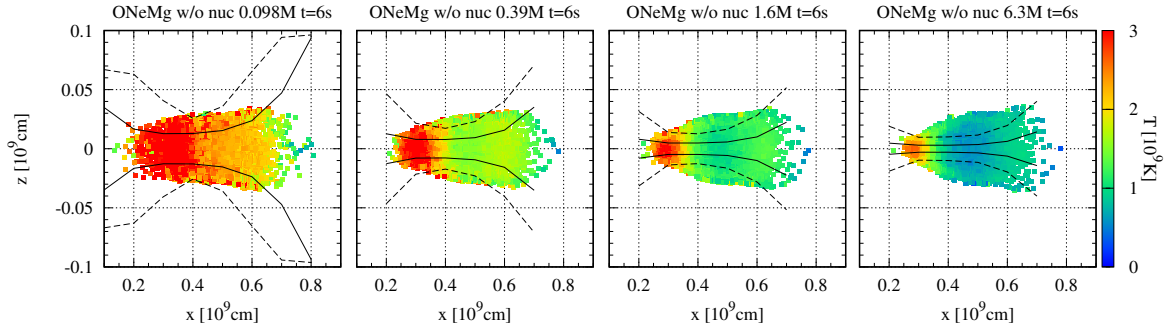 ONeMg w/o nuc 0.098M t=6s
ONeMg w/o nuc 0.39M t=6s
ONeMg w/o nuc 1.6M t=6s
ONeMg w/o nuc 6.3M t=6s
0.1
0.05
0
-0.05
-0.1
z [10⁹cm]
0.2 0.4 0.6 0.8
x [10⁹cm]
0.2 0.4 0.6 0.8
x [10⁹cm]
0.2 0.4 0.6 0.8
x [10⁹cm]
0.2 0.4 0.6 0.8
x [10⁹cm]
3
2
1
0
T [10⁹K]